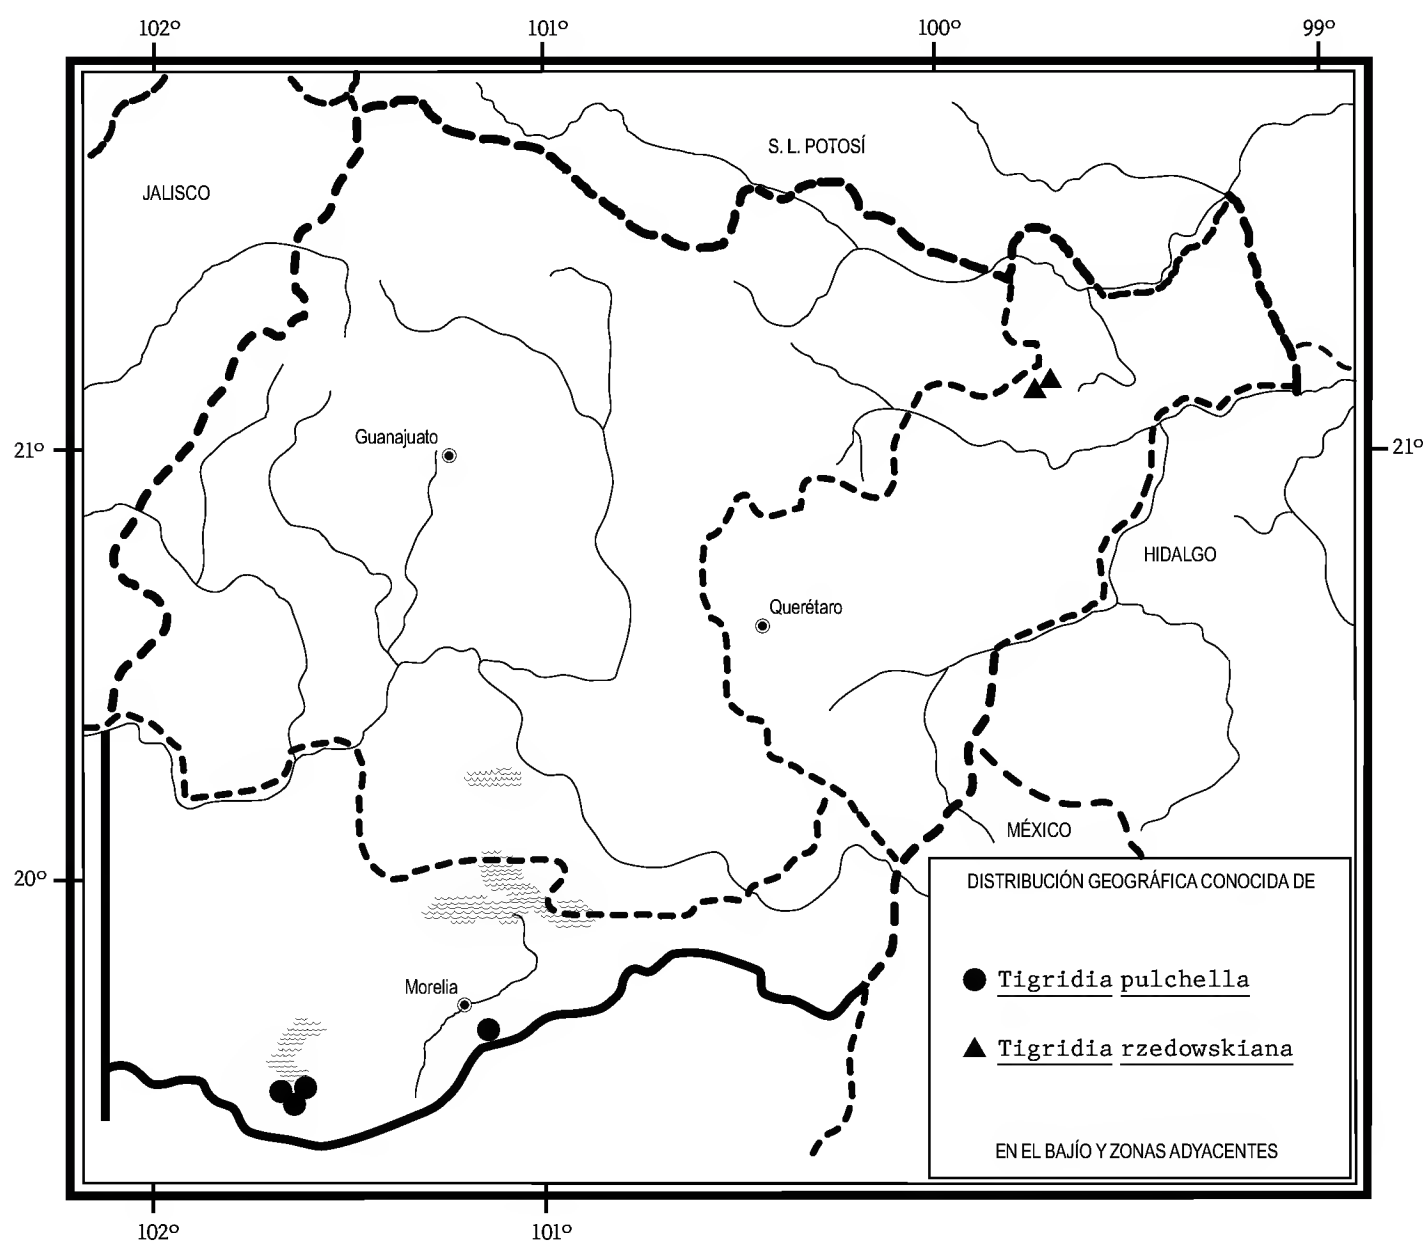 102º 101º 100º 99º
S. L. POTOSÍ
JALISCO
Guanajuato
21º
21º
HIDALGO
Querétaro
MÉXICO
20º
DISTRIBUCIÓN GEOGRÁFICA CONOCIDA DE
Tigridia pulchella
Morelia
Tigridia rzedowskiana
EN EL BAJÍO Y ZONAS ADYACENTES
102º 101º